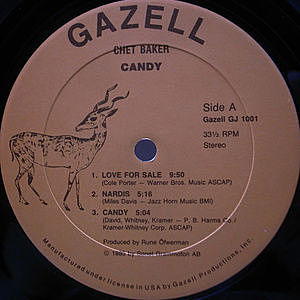 GAZELL
CHET BAKER
CANDY
Side A
Gazell GJ 1001
33⅓ RPM
Stereo
1. LOVE FOR SALE 9:50
(Cole Porter — Warner Bros. Music ASCAP)
2. NARDIS 5:16
(Miles Davis — Jazz Horn Music BMI)
3. CANDY 5:04
(David, Whitney, Kramer — P. B. Harms Co./
Kramer-Whitney Corp. ASCAP)
Produced by Rune Öfwerman
Grammofon AB
Manufactured under license in USA by Gazell Productions, Inc.